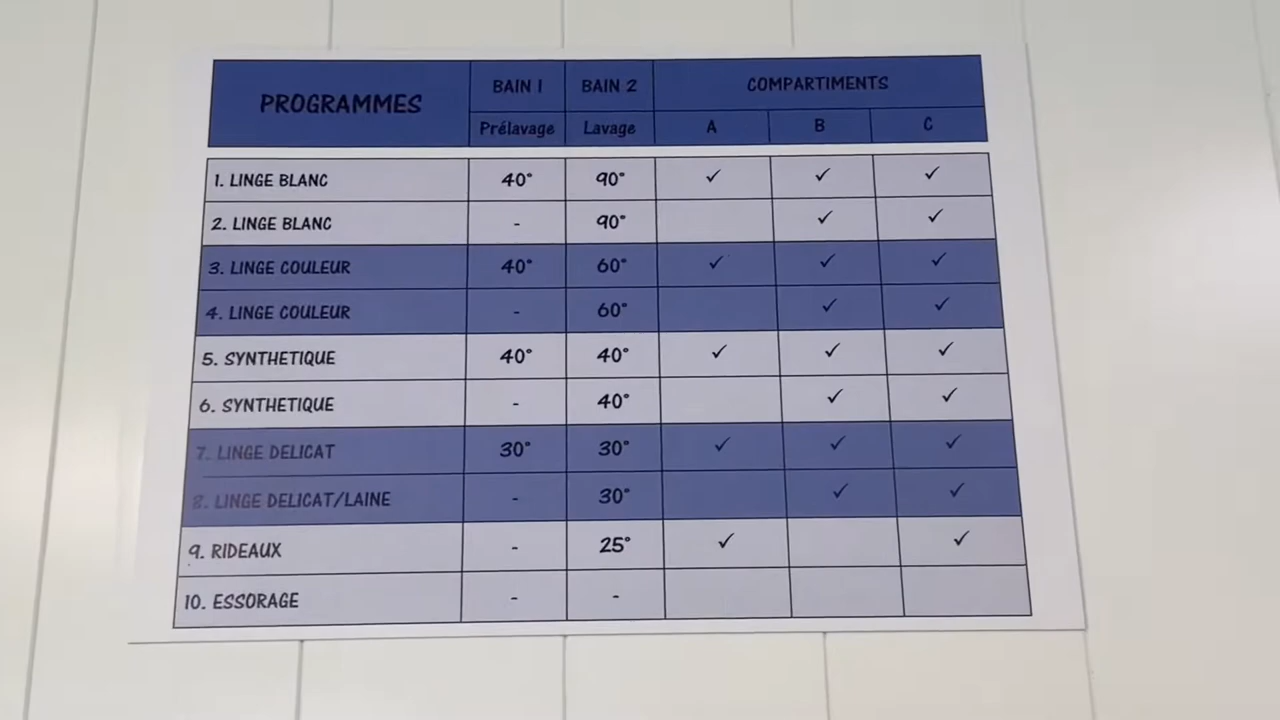 PROGRAMMES BAIN 1 BAIN 2 COMPARTIMENTS
Prélavage Lavage A B C
1. LINGE BLANC 40° 90° ✓ ✓ ✓
2. LINGE BLANC - 90° ✓ ✓
3. LINGE COULEUR 40° 60° ✓ ✓ ✓
4. LINGE COULEUR - 60° ✓ ✓
5. SYNTHETIQUE 40° 40° ✓ ✓ ✓
6. SYNTHETIQUE - 40° ✓ ✓
7. LINGE DELICAT 30° 30° ✓ ✓ ✓
8. LINGE DELICAT/LAINE - 30° ✓ ✓
9. RIDEAUX - 25° ✓ ✓
10. ESSORAGE - -